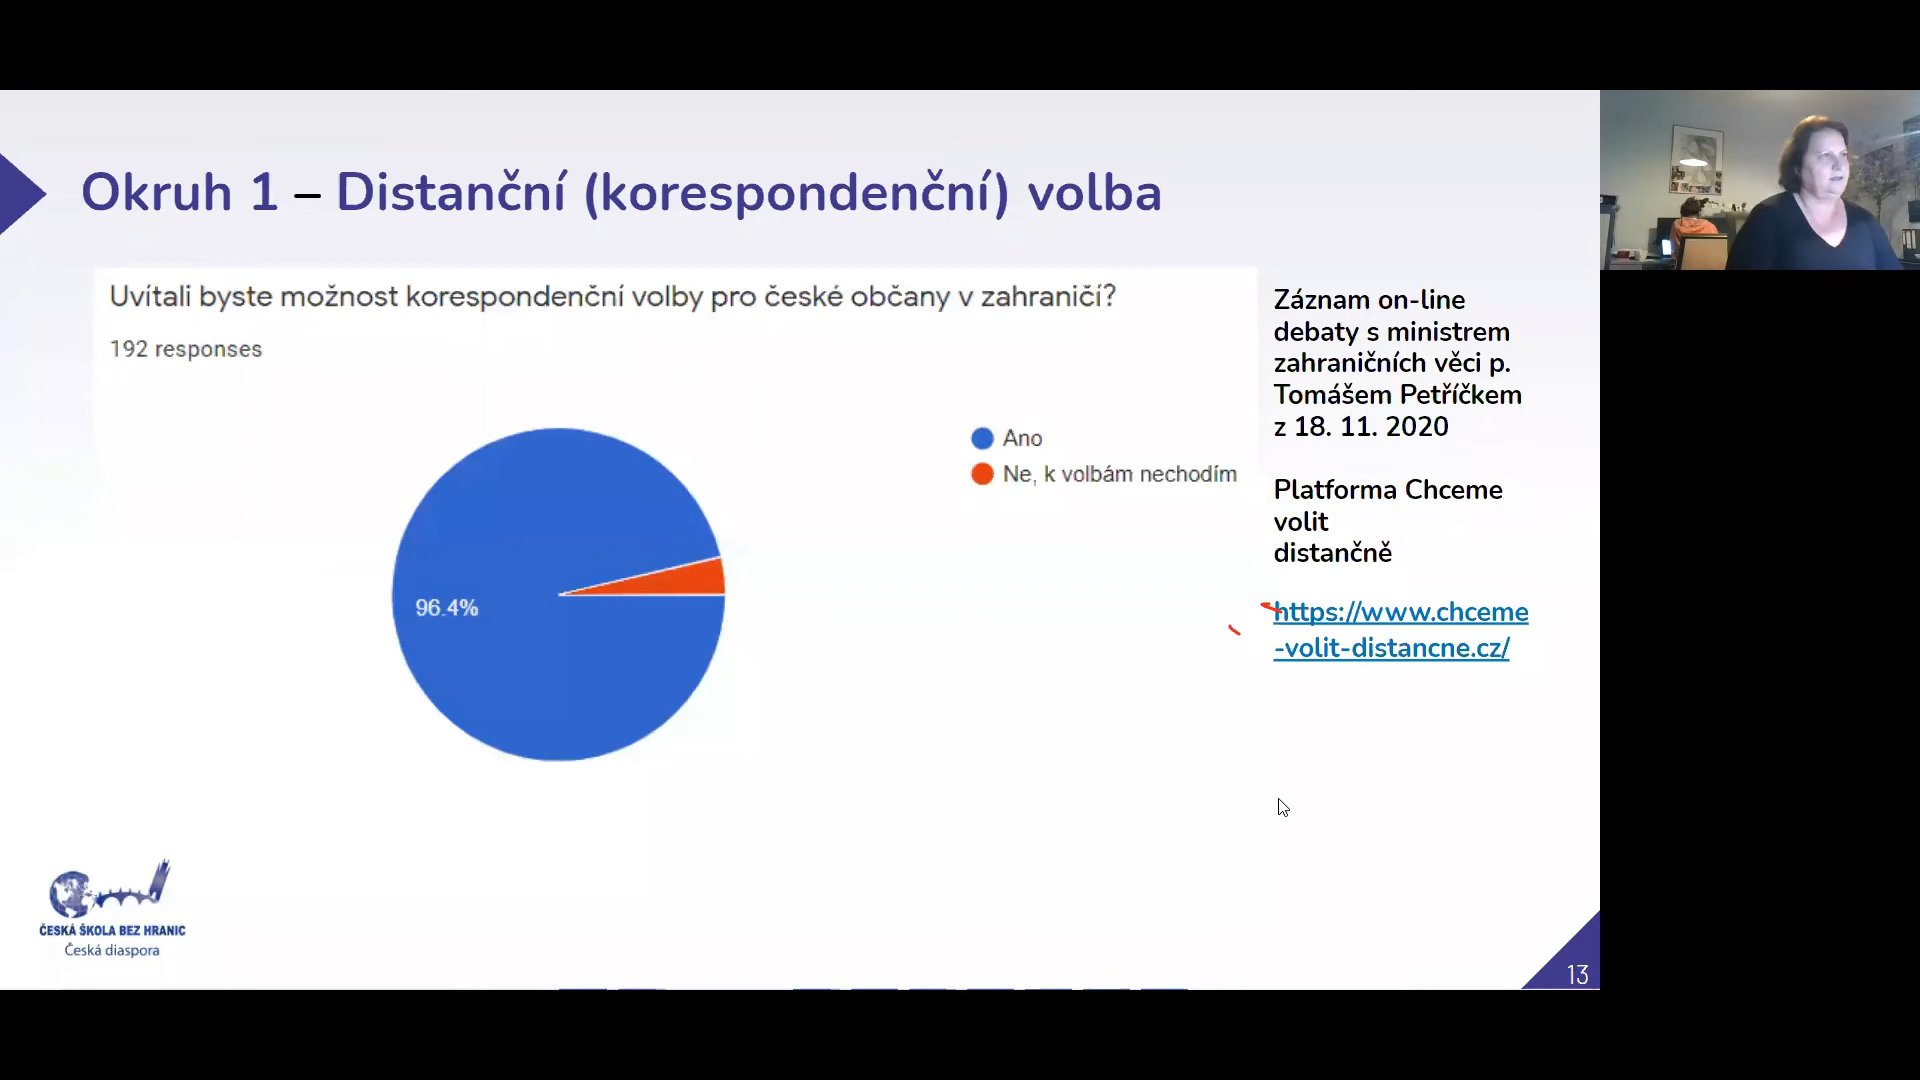 Okruh 1 – Distanční (korespondenční) volba
Uvítali byste možnost korespondenční volby pro české občany v zahraničí?
192 responses
Ano
Ne, k volbám nechodím
96.4%
Záznam on-line
debaty s ministrem
zahraničních věci p.
Tomášem Petříčkem
z 18. 11. 2020
Platforma Chceme
volit
distančně
https://www.chceme
-volit-distancne.cz/
ČESKÁ ŠKOLA BEZ HRANIC
Česká diaspora
13